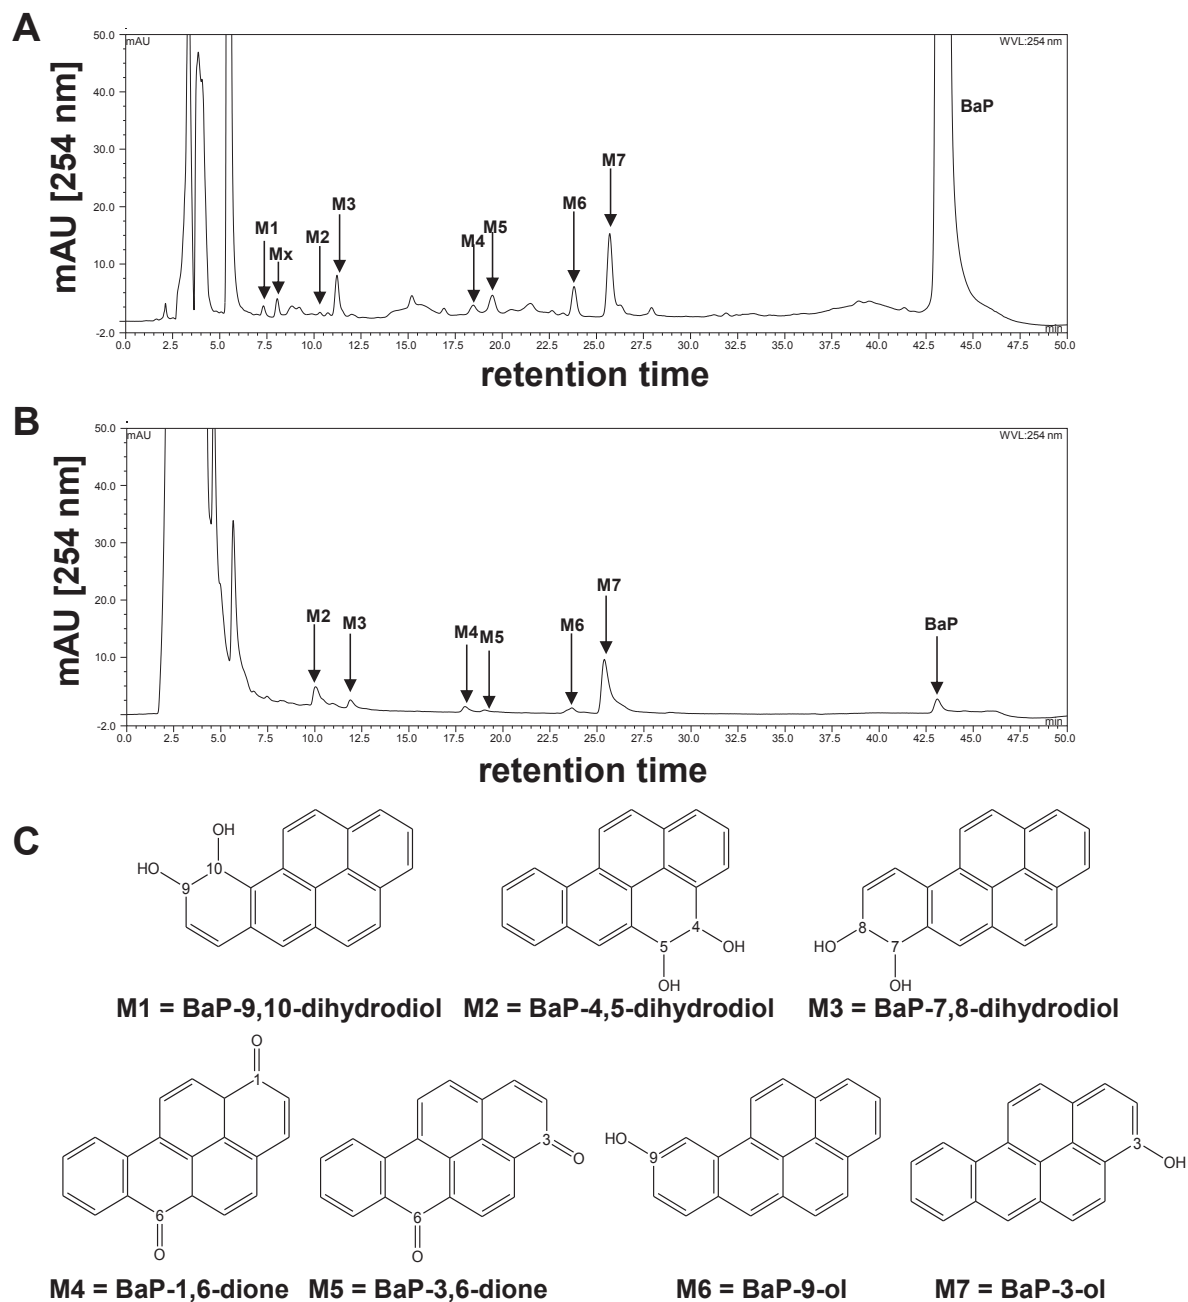 A
mAU [254 nm]
50.0
40.0
30.0
20.0
10.0
-2.0
mAU
WVL:254 nm
M1
Mx
M2
M3
M4
M5
M6
M7
BaP
min
0.0 2.5 5.0 7.5 10.0 12.5 15.0 17.5 20.0 22.5 25.0 27.5 30.0 32.5 35.0 37.5 40.0 42.5 45.0 47.5 50.0
retention time
B
mAU [254 nm]
50.0
40.0
30.0
20.0
10.0
-2.0
mAU
WVL:254 nm
M2
M3
M4
M5
M6
M7
BaP
min
0.0 2.5 5.0 7.5 10.0 12.5 15.0 17.5 20.0 22.5 25.0 27.5 30.0 32.5 35.0 37.5 40.0 42.5 45.0 47.5 50.0
retention time
C
OH
HO
10
9
4
5
OH
OH
8
7
HO
OH
M1 = BaP-9,10-dihydrodiol M2 = BaP-4,5-dihydrodiol M3 = BaP-7,8-dihydrodiol
O
1
6
O
3
O
6
O
HO
9
3
OH
M4 = BaP-1,6-dione M5 = BaP-3,6-dione M6 = BaP-9-ol M7 = BaP-3-ol